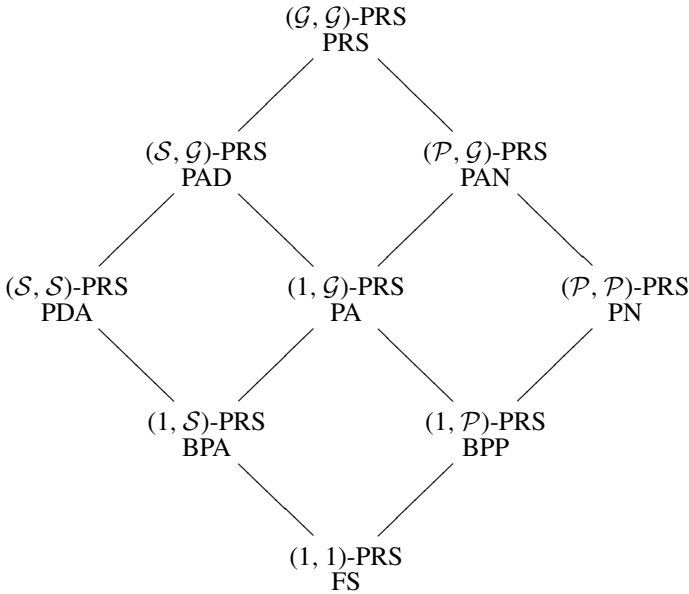 (𝒢, 𝒢)-PRS
PRS
(𝒮, 𝒢)-PRS
PAD
(𝒫, 𝒢)-PRS
PAN
(𝒮, 𝒮)-PRS
PDA
(1, 𝒢)-PRS
PA
(𝒫, 𝒫)-PRS
PN
(1, 𝒮)-PRS
BPA
(1, 𝒫)-PRS
BPP
(1, 1)-PRS
FS